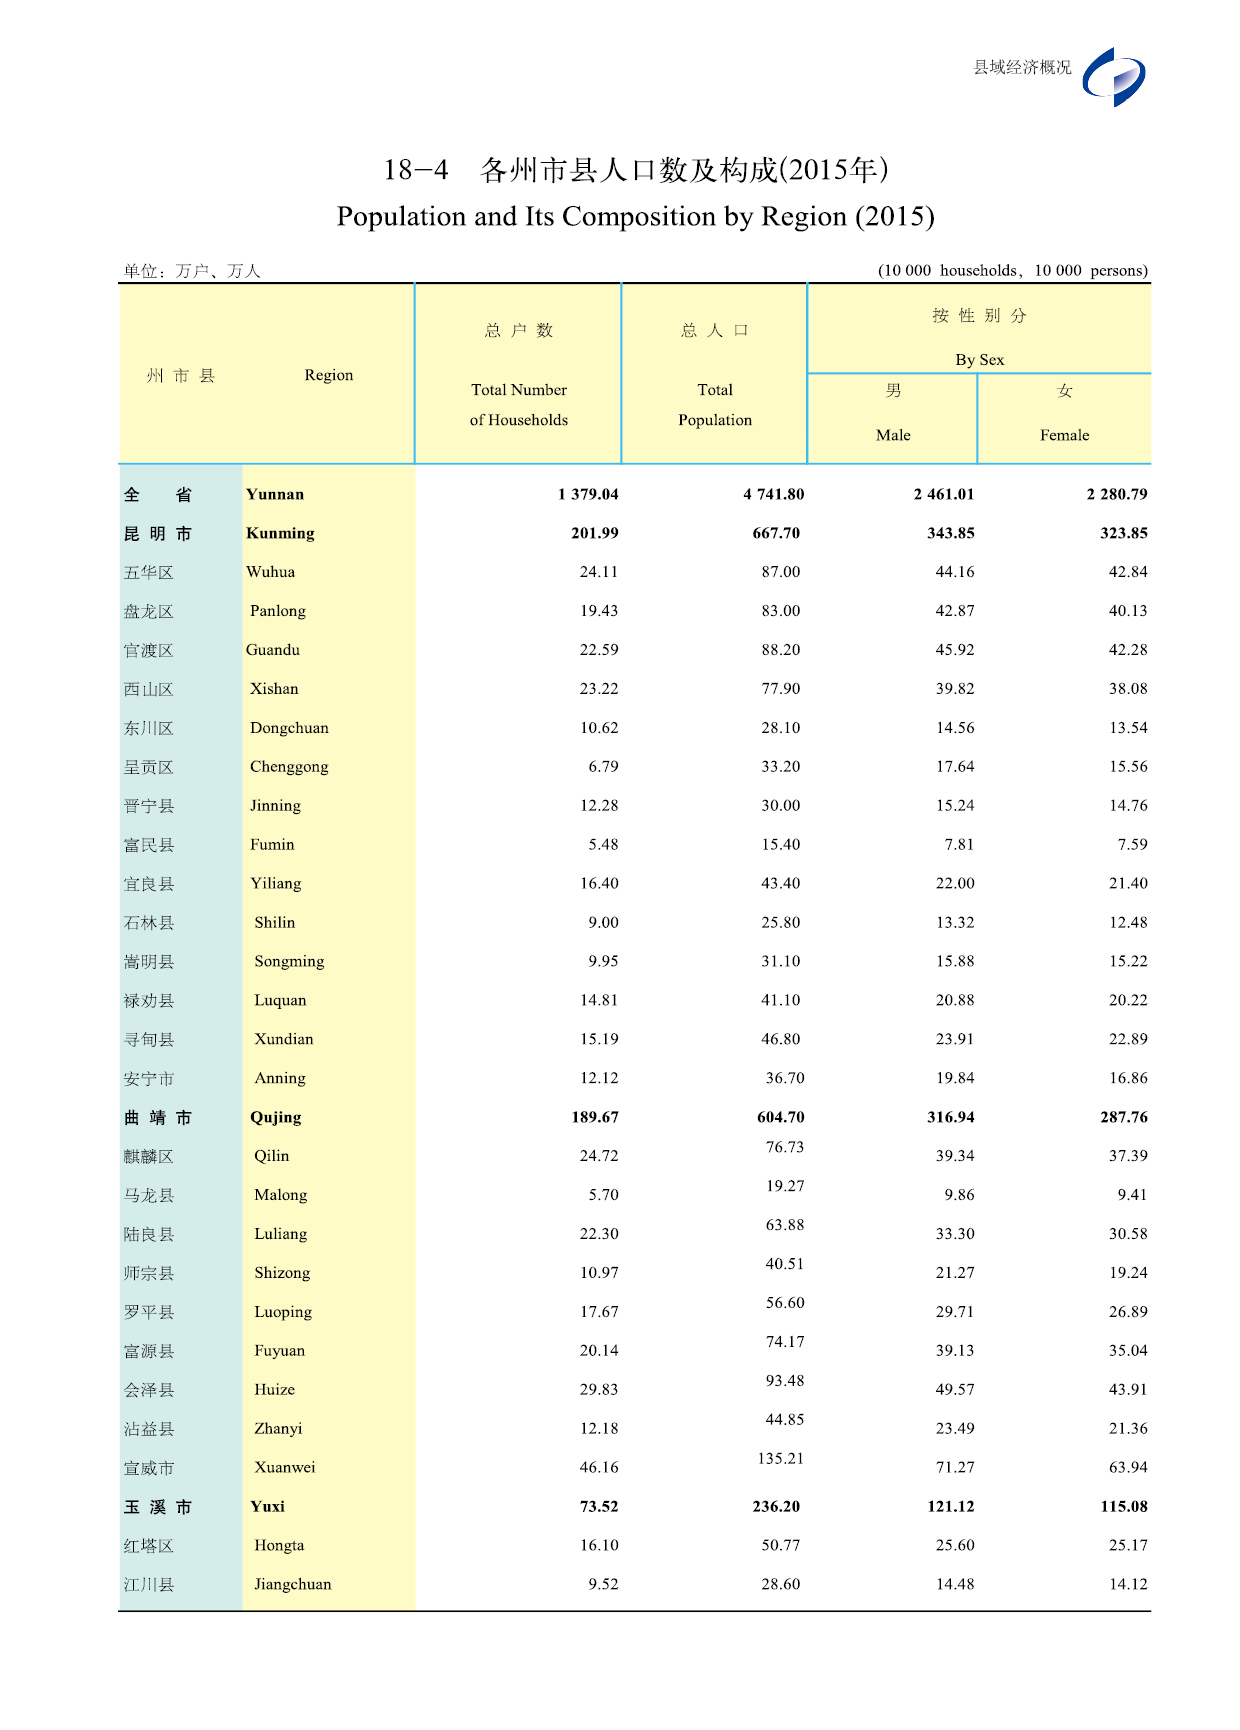 县域经济概况
18−4 各州市县人口数及构成(2015年)
Population and Its Composition by Region (2015)
单位：万户、万人 (10 000 households，10 000 persons)
州 市 县 Region 总 户 数 Total Number of Households 总 人 口 Total Population 按 性 别 分 By Sex
男 Male 女 Female
全 省 Yunnan 1 379.04 4 741.80 2 461.01 2 280.79
昆 明 市 Kunming 201.99 667.70 343.85 323.85
五华区 Wuhua 24.11 87.00 44.16 42.84
盘龙区 Panlong 19.43 83.00 42.87 40.13
官渡区 Guandu 22.59 88.20 45.92 42.28
西山区 Xishan 23.22 77.90 39.82 38.08
东川区 Dongchuan 10.62 28.10 14.56 13.54
呈贡区 Chenggong 6.79 33.20 17.64 15.56
晋宁县 Jinning 12.28 30.00 15.24 14.76
富民县 Fumin 5.48 15.40 7.81 7.59
宜良县 Yiliang 16.40 43.40 22.00 21.40
石林县 Shilin 9.00 25.80 13.32 12.48
嵩明县 Songming 9.95 31.10 15.88 15.22
禄劝县 Luquan 14.81 41.10 20.88 20.22
寻甸县 Xundian 15.19 46.80 23.91 22.89
安宁市 Anning 12.12 36.70 19.84 16.86
曲 靖 市 Qujing 189.67 604.70 316.94 287.76
麒麟区 Qilin 24.72 76.73 39.34 37.39
马龙县 Malong 5.70 19.27 9.86 9.41
陆良县 Luliang 22.30 63.88 33.30 30.58
师宗县 Shizong 10.97 40.51 21.27 19.24
罗平县 Luoping 17.67 56.60 29.71 26.89
富源县 Fuyuan 20.14 74.17 39.13 35.04
会泽县 Huize 29.83 93.48 49.57 43.91
沾益县 Zhanyi 12.18 44.85 23.49 21.36
宣威市 Xuanwei 46.16 135.21 71.27 63.94
玉 溪 市 Yuxi 73.52 236.20 121.12 115.08
红塔区 Hongta 16.10 50.77 25.60 25.17
江川县 Jiangchuan 9.52 28.60 14.48 14.12